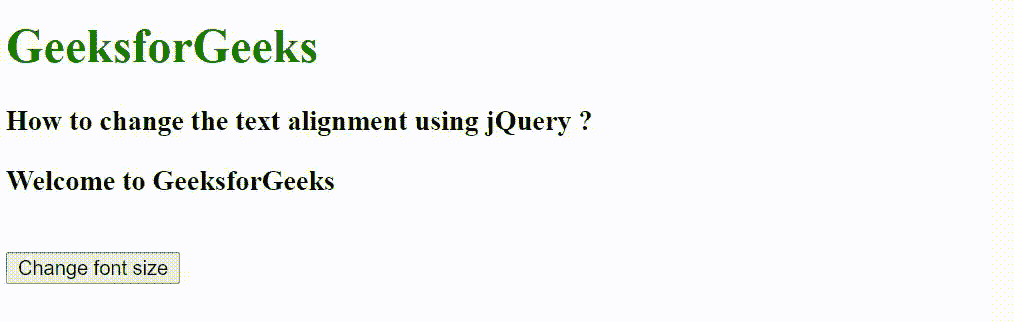 GeeksforGeeks
How to change the text alignment using jQuery ?
Welcome to GeeksforGeeks
Change font size